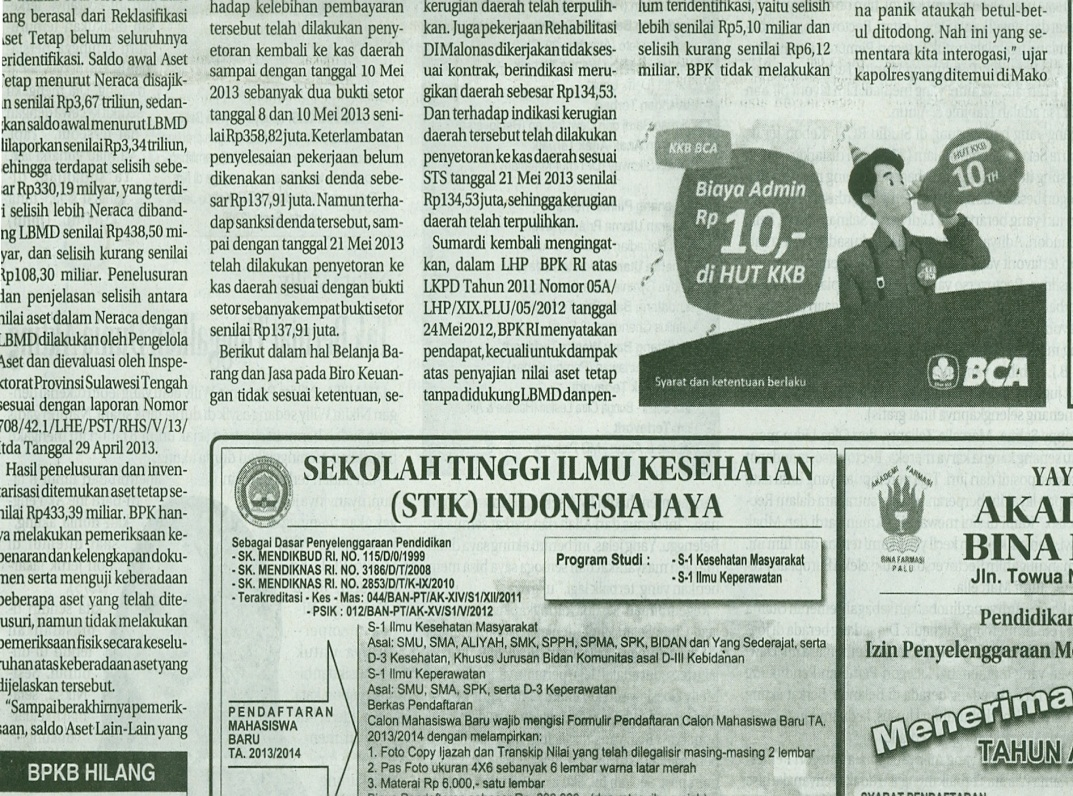 ang berasal dari Reklasifikasi
Aset Tetap belum seluruhnya
eridentifikasi. Saldo awal Aset
Tetap menurut Neraca disajik-
an senilai Rp3,67 triliun, sedan-
gkan saldo awal menurut LBMD
dilaporkan senilai Rp3,34 triliun,
sehingga terdapat selisih sebe-
sar Rp330,19 milyar, yang terdi-
i selisih lebih Neraca diband-
ng LBMD senilai Rp438,50 mi-
yar, dan selisih kurang senilai
Rp108,30 miliar. Penelusuran
dan penjelasan selisih antara
nilai aset dalam Neraca dengan
LBMD dilakukan oleh Pengelola
Aset dan dievaluasi oleh Inspe-
ktorat Provinsi Sulawesi Tengah
sesuai dengan laporan Nomor
708/42.1/LHE/PST/RHS/V/13/
Itda Tanggal 29 April 2013.
Hasil penelusuran dan inven-
tarisasi ditemukan aset tetap se-
nilai Rp433,39 miliar. BPK han-
ya melakukan pemeriksaan ke-
benaran dan kelengkapan doku-
men serta menguji keberadaan
beberapa aset yang telah dite-
usuri, namun tidak melakukan
pemeriksaan fisik secara keselu-
ruhan atas keberadaan aset yang
dijelaskan tersebut.
"Sampai berakhirnya pemerik-
saan, saldo Aset Lain-Lain yang
BPKB HILANG
hadap kelebihan pembayaran
tersebut telah dilakukan peny-
etoran kembali ke kas daerah
sampai dengan tanggal 10 Mei
2013 sebanyak dua bukti setor
tanggal 8 dan 10 Mei 2013 seni-
lai Rp358,82 juta. Keterlambatan
penyelesaian pekerjaan belum
dikenakan sanksi denda sebe-
sar Rp137,91 juta. Namun terha-
dap sanksi denda tersebut, sam-
pai dengan tanggal 21 Mei 2013
telah dilakukan penyetoran ke
kas daerah sesuai dengan bukti
setor sebanyak empat bukti setor
senilai Rp137,91 juta.
Berikut dalam hal Belanja Ba-
rang dan Jasa pada Biro Keuan-
gan tidak sesuai ketentuan, se-
kerugian daerah telah terpulih-
kan. Juga pekerjaan Rehabilitasi
DI Malonas dikerjakan tidak ses-
uai kontrak, berindikasi meru-
gikan daerah sebesar Rp134,53.
Dan terhadap indikasi kerugian
daerah tersebut telah dilakukan
penyetoran ke kas daerah sesuai
STS tanggal 21 Mei 2013 senilai
Rp134,53 juta, sehingga kerugian
daerah telah terpulihkan.
Sumardi kembali mengingat-
kan, dalam LHP BPK RI atas
LKPD Tahun 2011 Nomor 05A/
LHP/XIX.PLU/05/2012 tanggal
24 Mei 2012, BPK RI menyatakan
pendapat, kecuali untuk dampak
atas penyajian nilai aset tetap
tanpa didukung LBMD dan pen-
lum teridentifikasi, yaitu selisih
lebih senilai Rp5,10 miliar dan
selisih kurang senilai Rp6,12
miliar. BPK tidak melakukan
na panik ataukah betul-bet-
ul ditodong. Nah ini yang se-
mentara kita interogasi," ujar
kapolres yang ditemui di Mako
KKB BCA
Biaya Admin
Rp 10,-
di HUT KKB
HUT KKB
10 TH
Syarat dan ketentuan berlaku
BCA
SEKOLAH TINGGI ILMU KESEHATAN
(STIK) INDONESIA JAYA
Sebagai Dasar Penyelenggaraan Pendidikan
- SK. MENDIKBUD RI. NO. 115/D/0/1999
- SK. MENDIKNAS RI. NO. 3186/D/T/2008
- SK. MENDIKNAS RI. NO. 2853/D/T/K-IX/2010
- Terakreditasi - Kes - Mas: 044/BAN-PT/AK-XIV/S1/XII/2011
- PSIK : 012/BAN-PT/AK-XV/S1/V/2012
Program Studi : - S-1 Kesehatan Masyarakat
- S-1 Ilmu Keperawatan
PENDAFTARAN
MAHASISWA
BARU
TA. 2013/2014
S-1 Ilmu Kesehatan Masyarakat
Asal: SMU, SMA, ALIYAH, SMK, SPPH, SPMA, SPK, BIDAN dan Yang Sederajat, serta
D-3 Kesehatan, Khusus Jurusan Bidan Komunitas asal D-III Kebidanan
S-1 Ilmu Keperawatan
Asal: SMU, SMA, SPK, serta D-3 Keperawatan
Berkas Pendaftaran
Calon Mahasiswa Baru wajib mengisi Formulir Pendaftaran Calon Mahasiswa Baru TA.
2013/2014 dengan melampirkan:
1. Foto Copy Ijazah dan Transkip Nilai yang telah dilegalisir masing-masing 2 lembar
2. Pas Foto ukuran 4X6 sebanyak 6 lembar warna latar merah
3. Materai Rp 6.000,- satu lembar
AKADEMI FARMASI
BINA FARMASI
PALU
YAY
AKAD
BINA
Jln. Towua N
Pendidikan
Izin Penyelenggaraan Me
Menerima
TAHUN A
SYARAT PENDAFTARAN